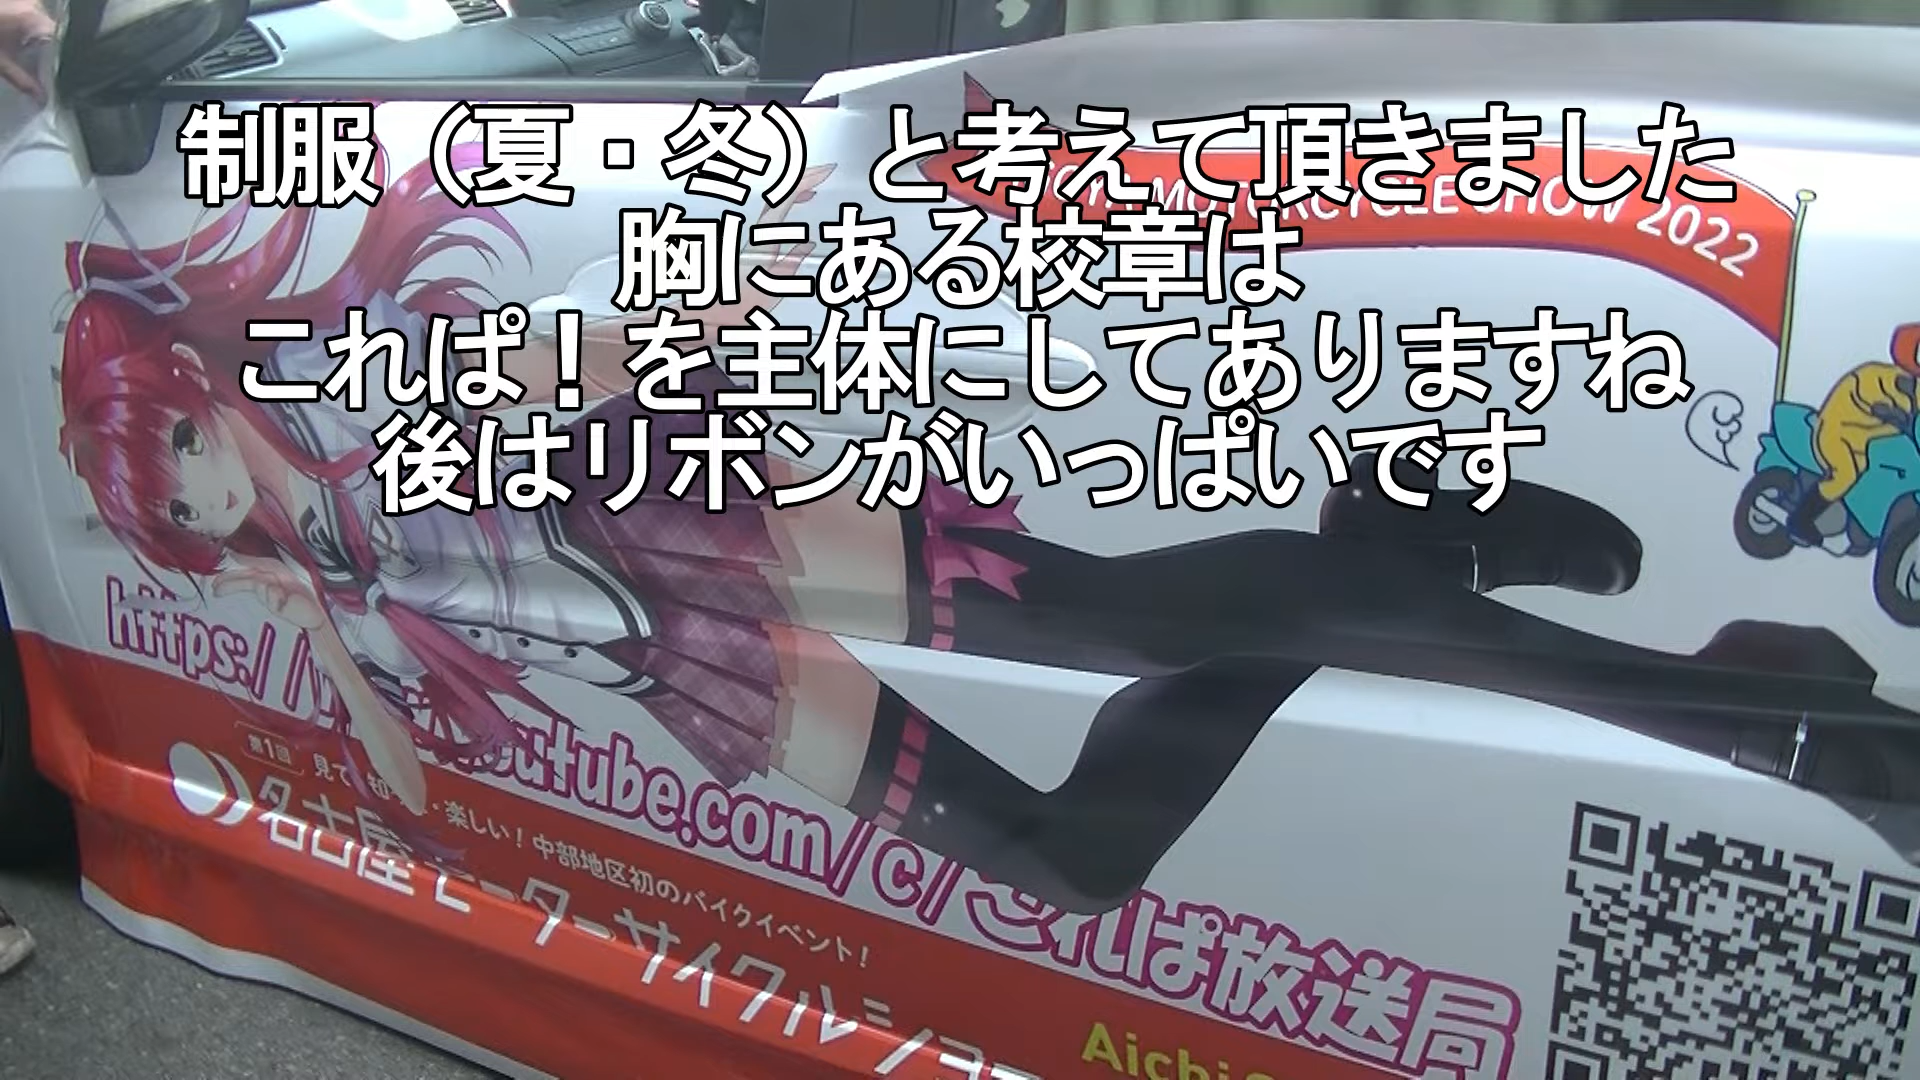 制服（夏・冬）と考えて頂きました
胸にある校章は
これぱ！を主体にしてありますね
後はリボンがいっぱいです
MOTORCYCLE SHOW 2022
https://
outube.com/c/これぱ放送局
第1回
見て
楽しい！中部地区初のバイクイベント！
名古屋モーターサイクルショー
Aichi